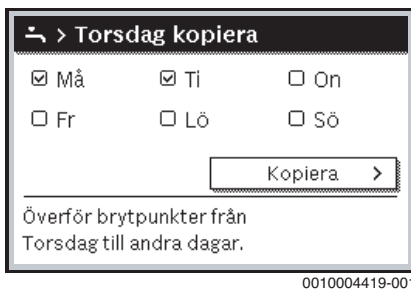 > Torsdag kopiera
Må Ti On
Fr Lö Sö
Kopiera >
Överför brytpunkter från
Torsdag till andra dagar.
0010004419-001